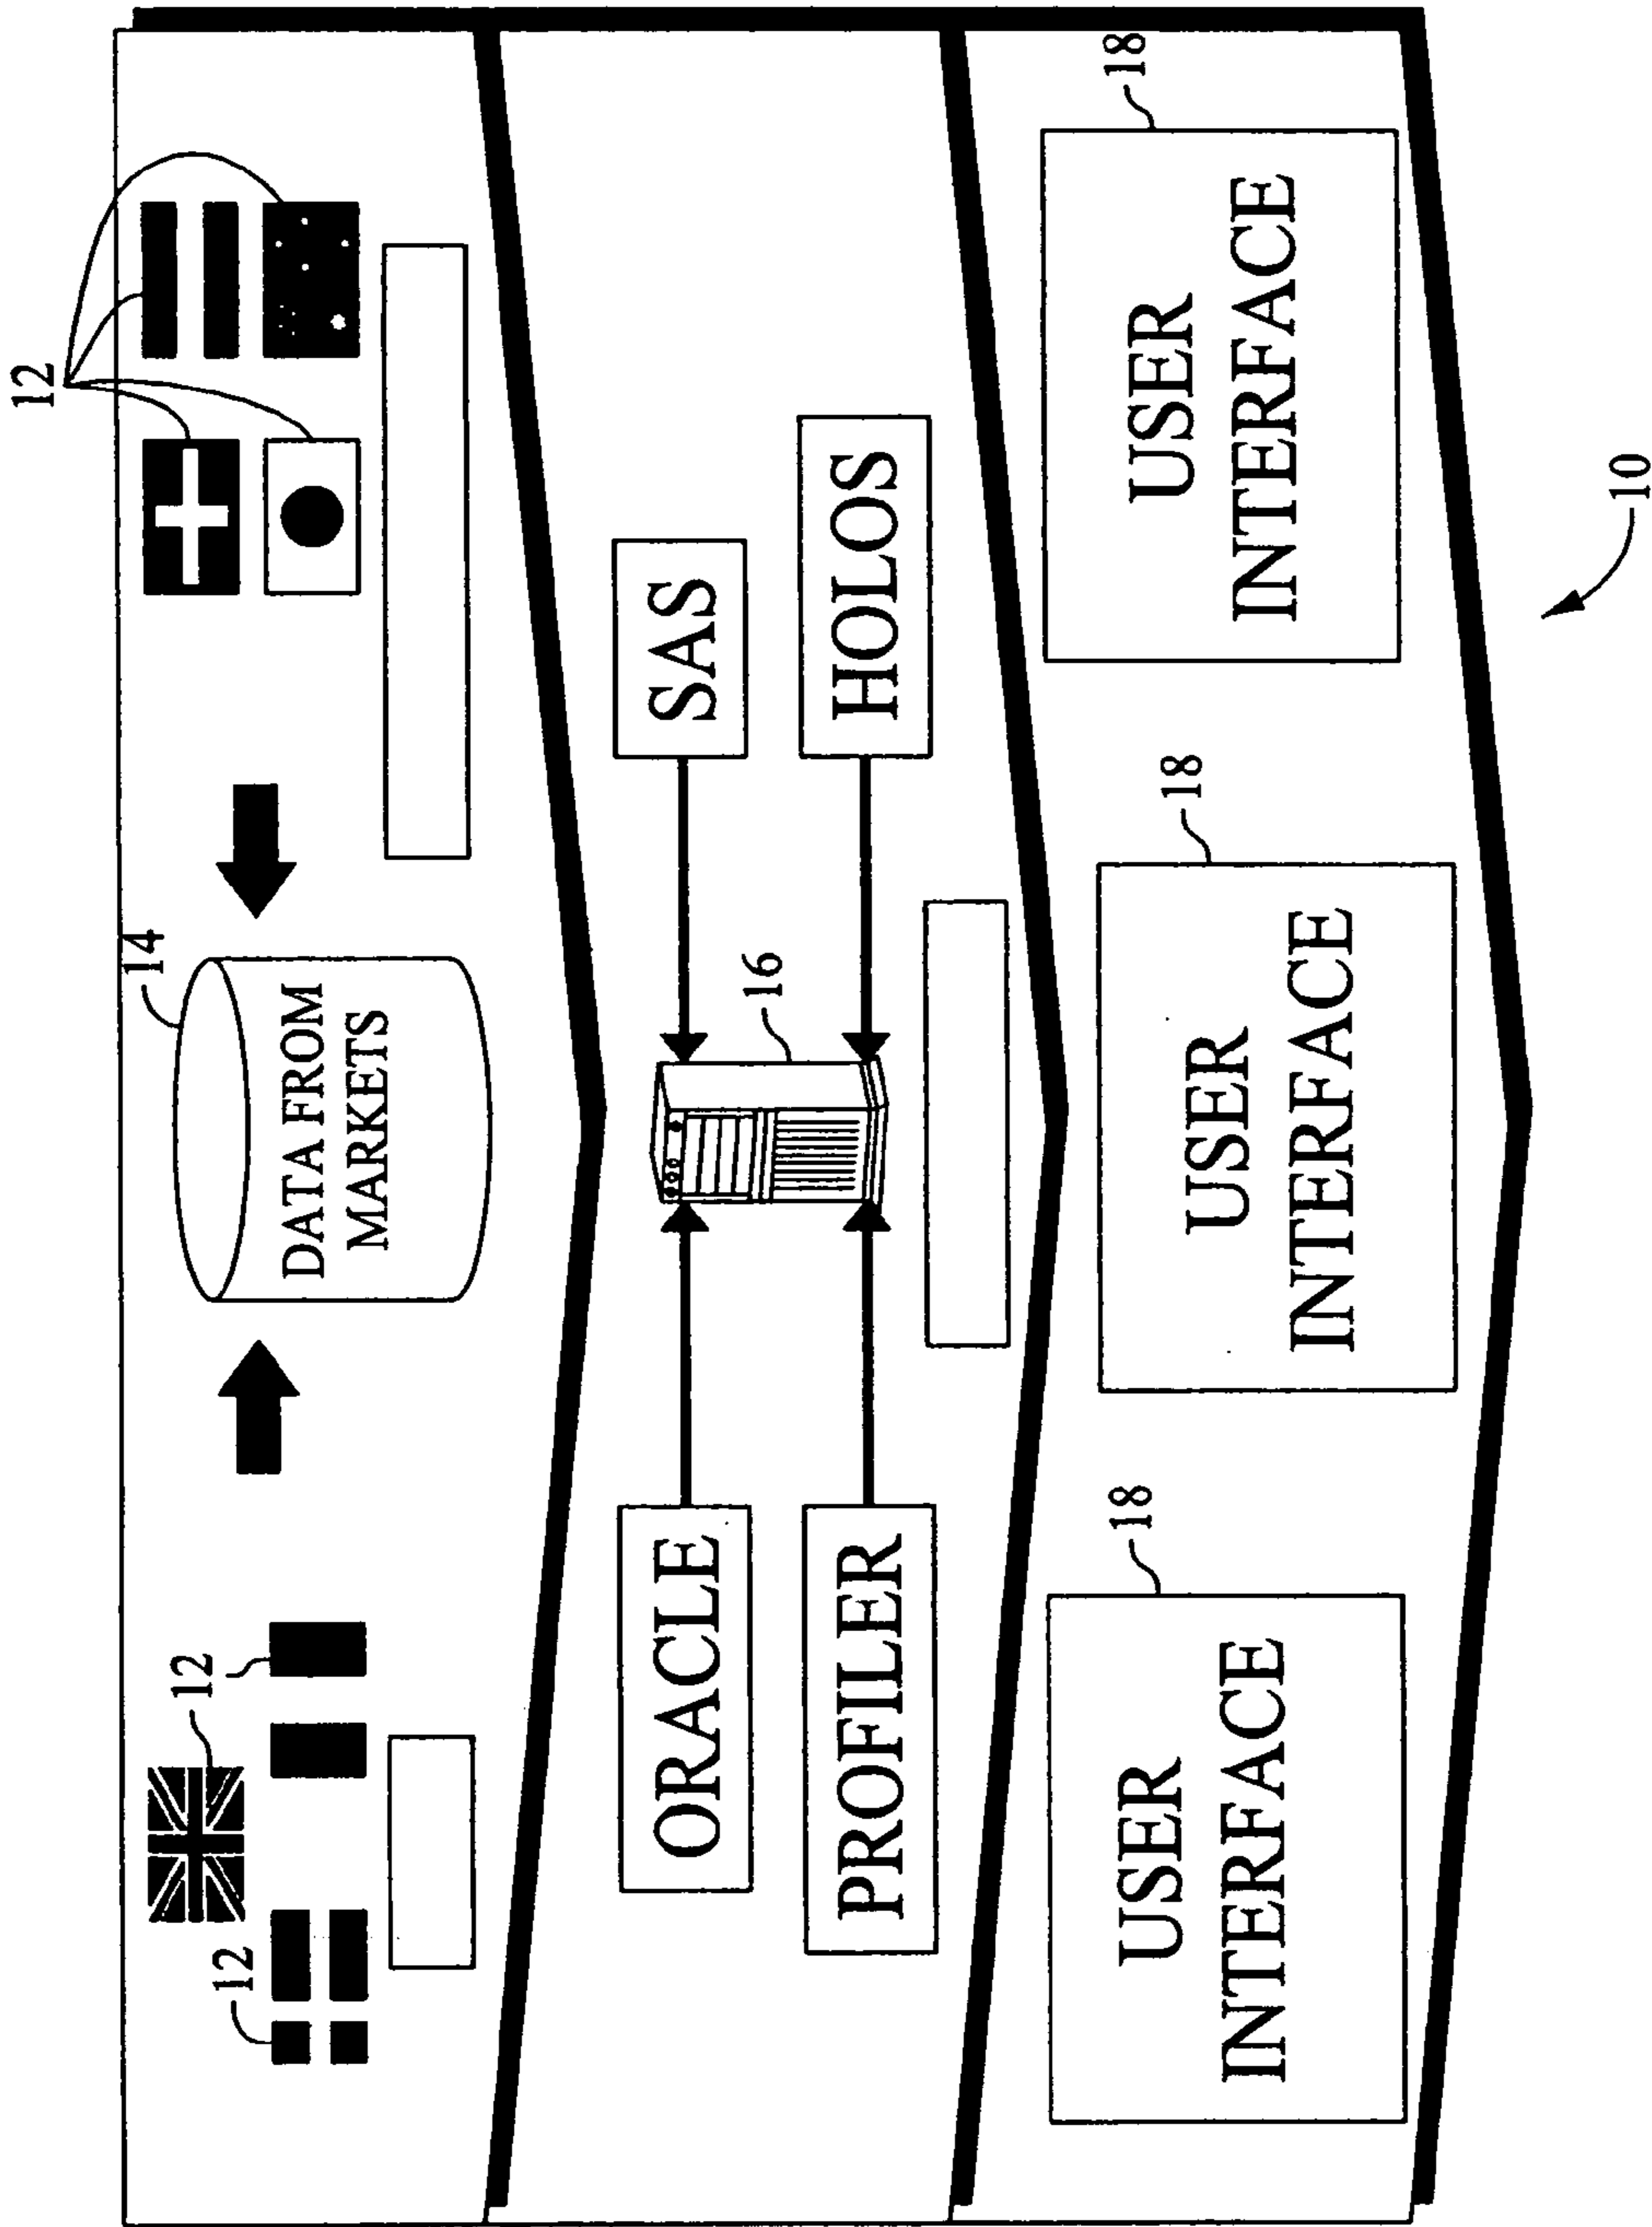 12
12
12
14
DATA FROM
MARKETS
ORACLE
SAS
16
PROFILER
HOLOS
18
USER
INTERFACE
18
USER
INTERFACE
18
USER
INTERFACE
10